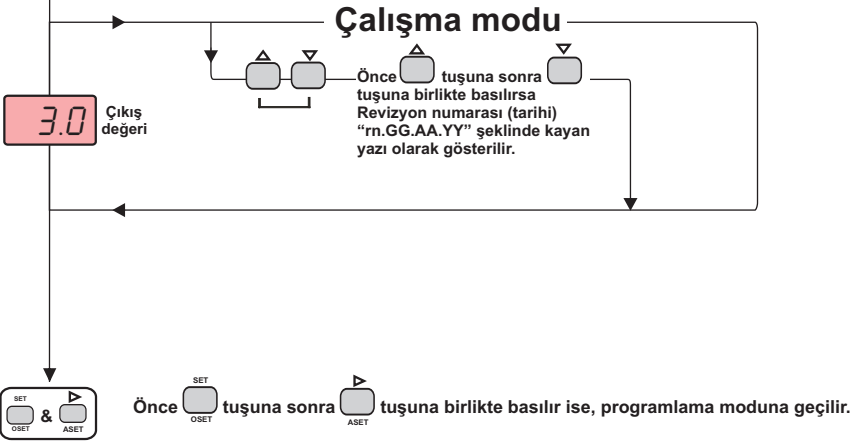 Çalışma modu
Önce tuşuna sonra
tuşuna birlikte basılırsa
Revizyon numarası (tarihi)
“rn.GG.AA.YY” şeklinde kayan
yazı olarak gösterilir.
3.0
Çıkış
değeri
SET
OSET
&
ASET
Önce SET OSET tuşuna sonra ASET tuşuna birlikte basılır ise, programlama moduna geçilir.